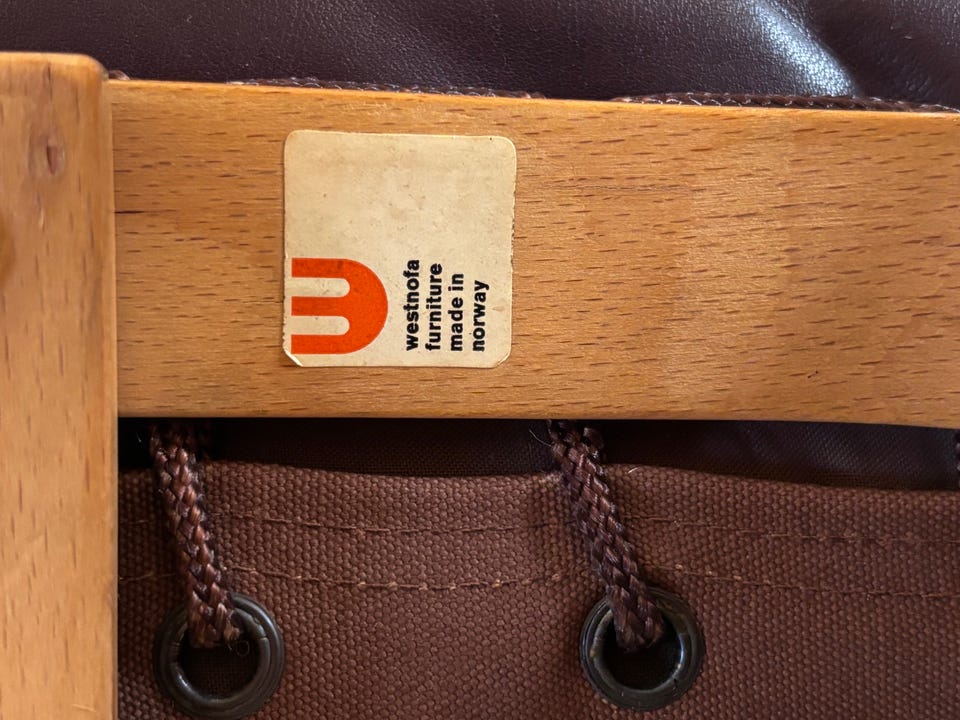 westnofa
furniture
made in
norway